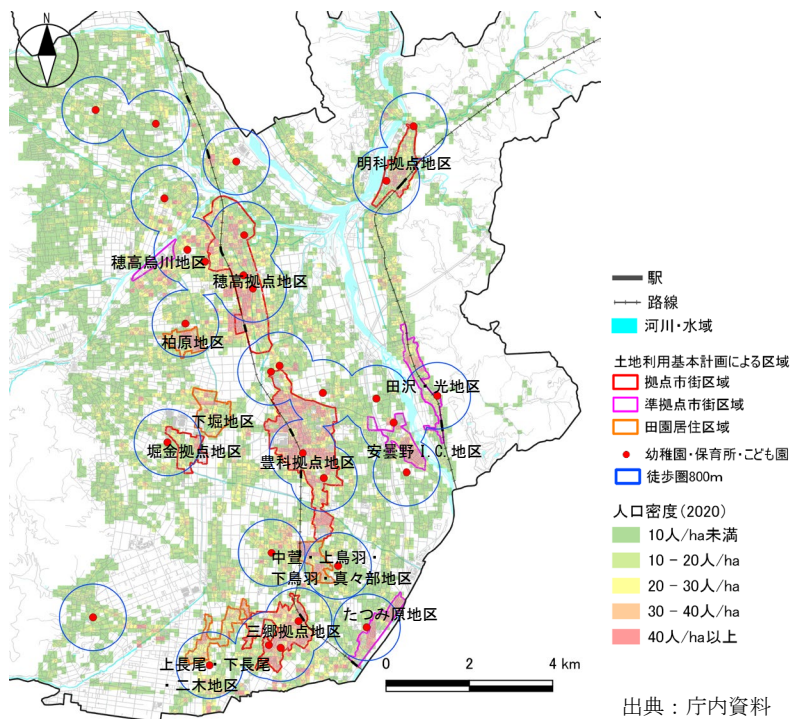 N
明科拠点地区
穂高烏川地区
穂高拠点地区
柏原地区
田沢・光地区
下堀地区
堀金拠点地区
豊科拠点地区
安曇野I.C.地区
中萱・上鳥羽・
下鳥羽・真々部地区
たつみ原地区
三郷拠点地区
上長尾・下長尾
・二木地区
0 2 4 km
駅
路線
河川・水域
土地利用基本計画による区域
拠点市街区域
準拠点市街区域
田園居住区域
幼稚園・保育所・こども園
徒歩圏800m
人口密度(2020)
10人/ha未満
10 - 20人/ha
20 - 30人/ha
30 - 40人/ha
40人/ha以上
出典：庁内資料